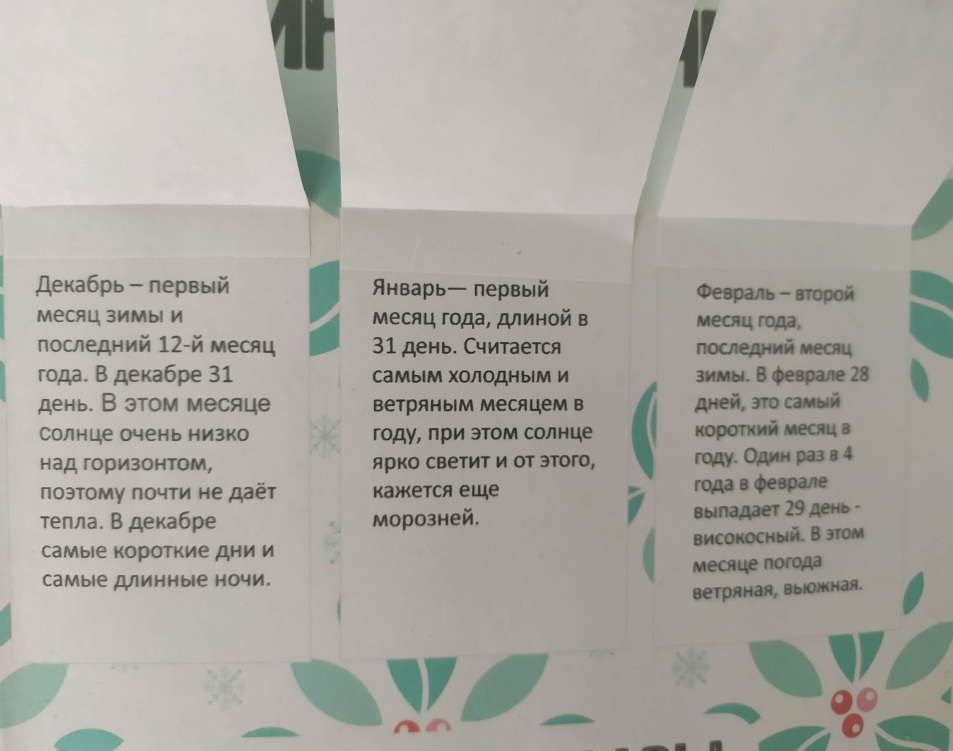 Декабрь – первый
месяц зимы и
последний 12-й месяц
года. В декабре 31
день. В этом месяце
солнце очень низко
над горизонтом,
поэтому почти не даёт
тепла. В декабре
самые короткие дни и
самые длинные ночи.
Январь— первый
месяц года, длиной в
31 день. Считается
самым холодным и
ветряным месяцем в
году, при этом солнце
ярко светит и от этого,
кажется еще
морозней.
Февраль – второй
месяц года,
последний месяц
зимы. В феврале 28
дней, это самый
короткий месяц в
году. Один раз в 4
года в феврале
выпадает 29 день -
високосный. В этом
месяце погода
ветряная, вьюжная.